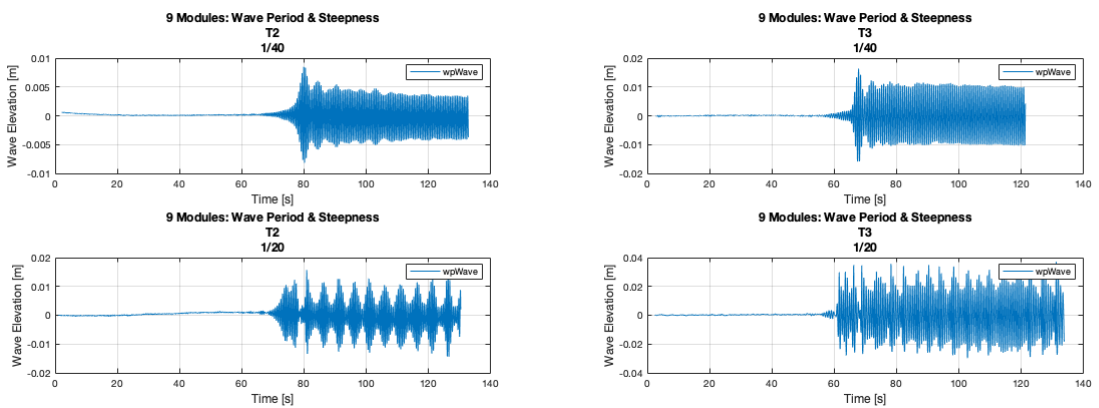 9 Modules: Wave Period & Steepness
T2
1/40
0.01
0.005
0
-0.005
-0.01
Wave Elevation [m]
wpWave
0 20 40 60 80 100 120 140
Time [s]
9 Modules: Wave Period & Steepness
T3
1/40
0.02
0.01
0
-0.01
-0.02
Wave Elevation [m]
wpWave
0 20 40 60 80 100 120 140
Time [s]
9 Modules: Wave Period & Steepness
T2
1/20
0.02
0.01
0
-0.01
-0.02
Wave Elevation [m]
wpWave
0 20 40 60 80 100 120 140
Time [s]
9 Modules: Wave Period & Steepness
T3
1/20
0.04
0.02
0
-0.02
-0.04
Wave Elevation [m]
wpWave
0 20 40 60 80 100 120 140
Time [s]